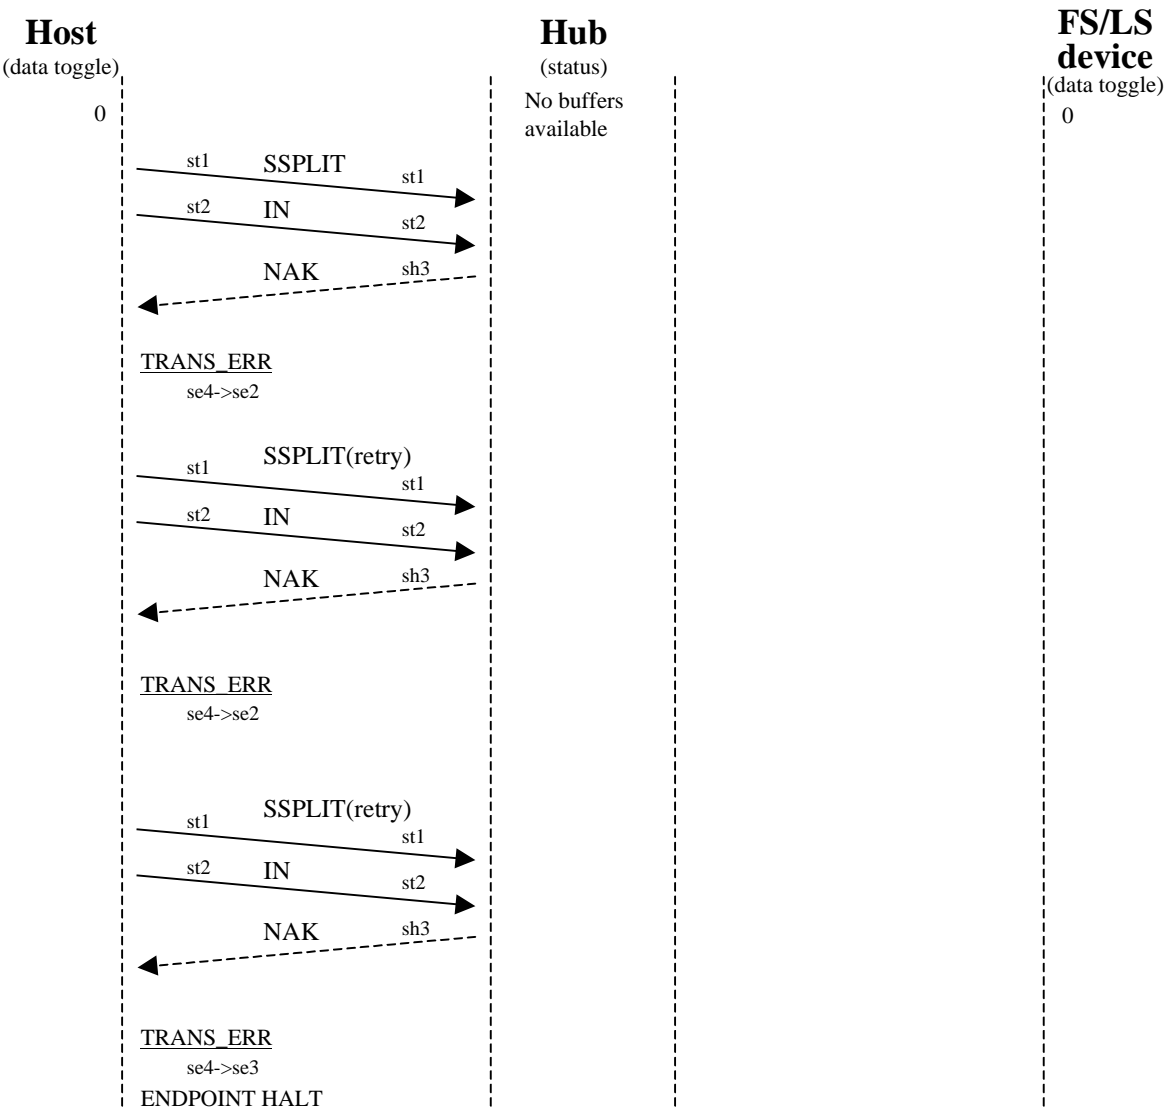 Host
(data toggle)
0
Hub
(status)
No buffers
available
FS/LS
device
(data toggle)
0
st1 SSPLIT st1
st2 IN st2
NAK sh3
TRANS_ERR
se4->se2
st1 SSPLIT(retry) st1
st2 IN st2
NAK sh3
TRANS_ERR
se4->se2
st1 SSPLIT(retry) st1
st2 IN st2
NAK sh3
TRANS_ERR
se4->se3
ENDPOINT HALT